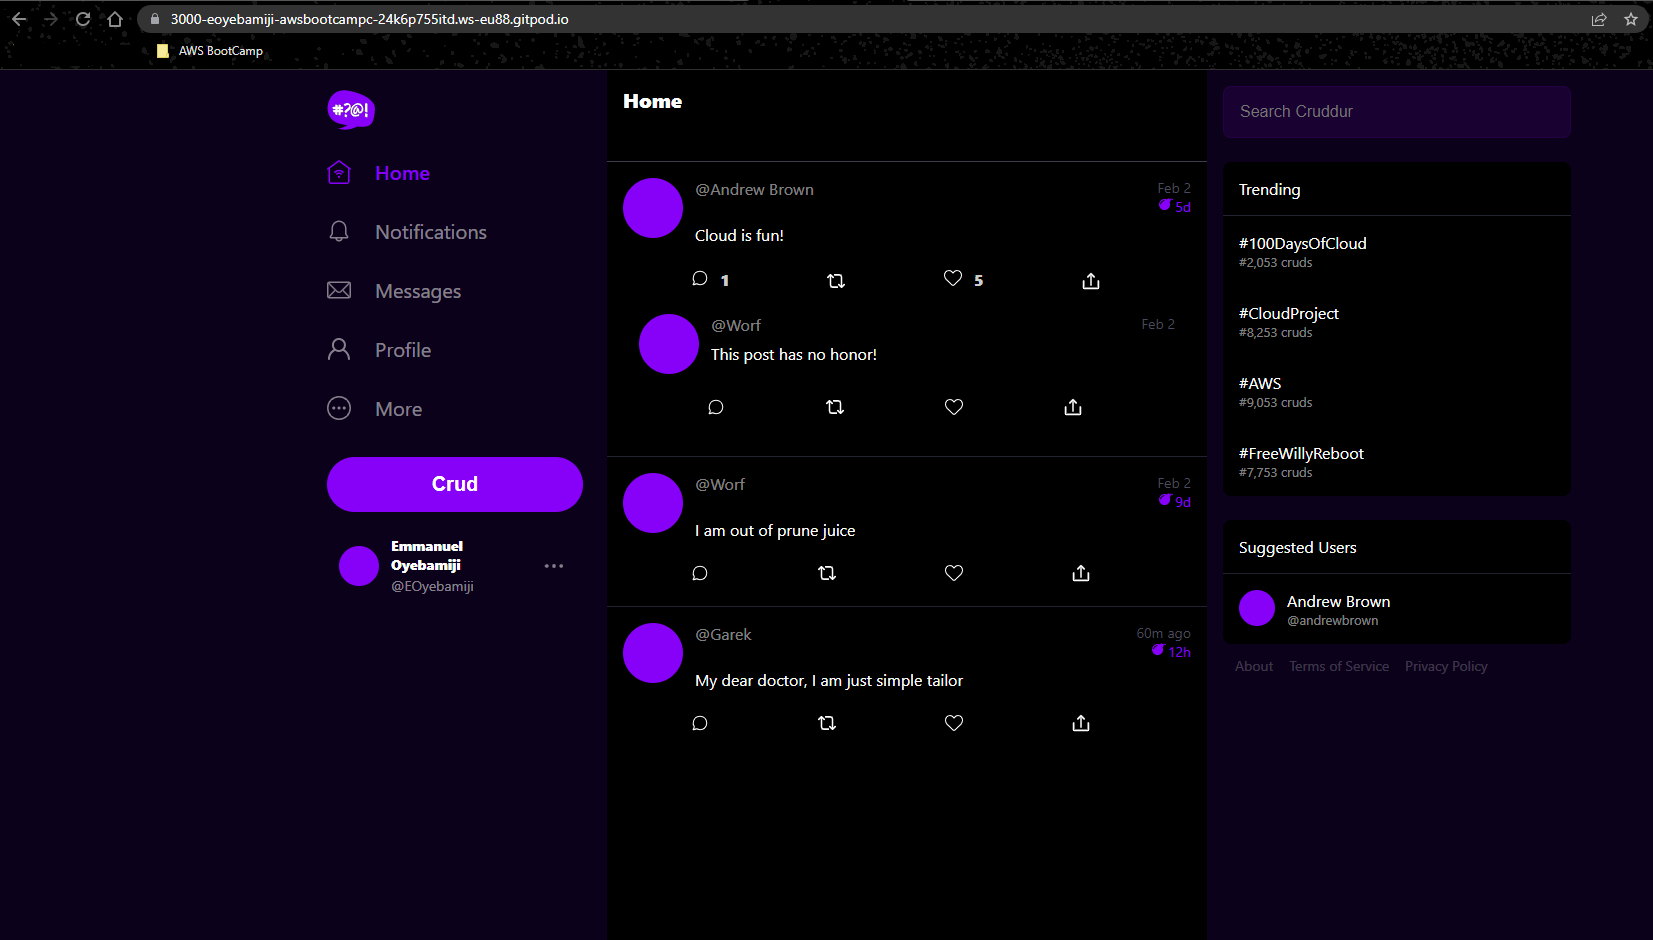 3000-eoyebamiji-awsbootcampc-24k6p755itd.ws-eu88.gitpod.io
AWS BootCamp
#?@!
Home
Notifications
Messages
Profile
More
Crud
Emmanuel
Oyebamiji
@EOyebamiji
Home
@Andrew Brown
Feb 2
5d
Cloud is fun!
1
5
@Worf
Feb 2
This post has no honor!
@Worf
Feb 2
9d
I am out of prune juice
@Garek
60m ago
12h
My dear doctor, I am just simple tailor
Search Cruddur
Trending
#100DaysOfCloud
#2,053 cruds
#CloudProject
#8,253 cruds
#AWS
#9,053 cruds
#FreeWillyReboot
#7,753 cruds
Suggested Users
Andrew Brown
@andrewbrown
About Terms of Service Privacy Policy